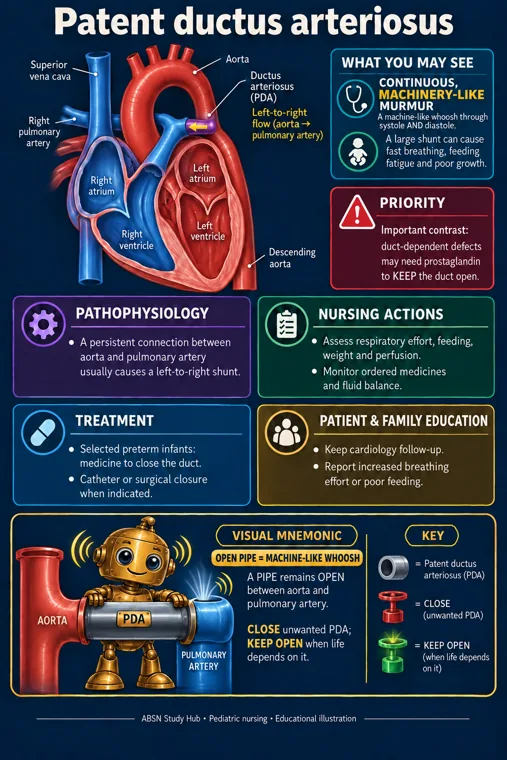 Patent ductus arteriosus
Superior
vena cava
Aorta
Ductus
arteriosus
(PDA)
Left-to-right
flow (aorta →
pulmonary artery)
Right
pulmonary
artery
Right
atrium
Left
atrium
Right
ventricle
Left
ventricle
Descending
aorta
WHAT YOU MAY SEE
CONTINUOUS,
MACHINERY-LIKE
MURMUR
A machine-like whoosh through
systole AND diastole.
A large shunt can cause
fast breathing, feeding
fatigue and poor growth.
PRIORITY
Important contrast:
duct-dependent defects
may need prostaglandin
to KEEP the duct open.
PATHOPHYSIOLOGY
• A persistent connection between
aorta and pulmonary artery
usually causes a left-to-right shunt.
NURSING ACTIONS
• Assess respiratory effort, feeding,
weight and perfusion.
• Monitor ordered medicines
and fluid balance.
TREATMENT
• Selected preterm infants:
medicine to close the duct.
• Catheter or surgical closure
when indicated.
PATIENT & FAMILY EDUCATION
• Keep cardiology follow-up.
• Report increased breathing
effort or poor feeding.
AORTA
PDA
PULMONARY
ARTERY
VISUAL MNEMONIC
OPEN PIPE = MACHINE-LIKE WHOOSH
A PIPE remains OPEN
between aorta and
pulmonary artery.
CLOSE unwanted PDA;
KEEP OPEN when life
depends on it.
KEY
= Patent ductus
arteriosus (PDA)
= CLOSE
(unwanted PDA)
= KEEP OPEN
(when life depends
on it)
ABSN Study Hub • Pediatric nursing • Educational illustration